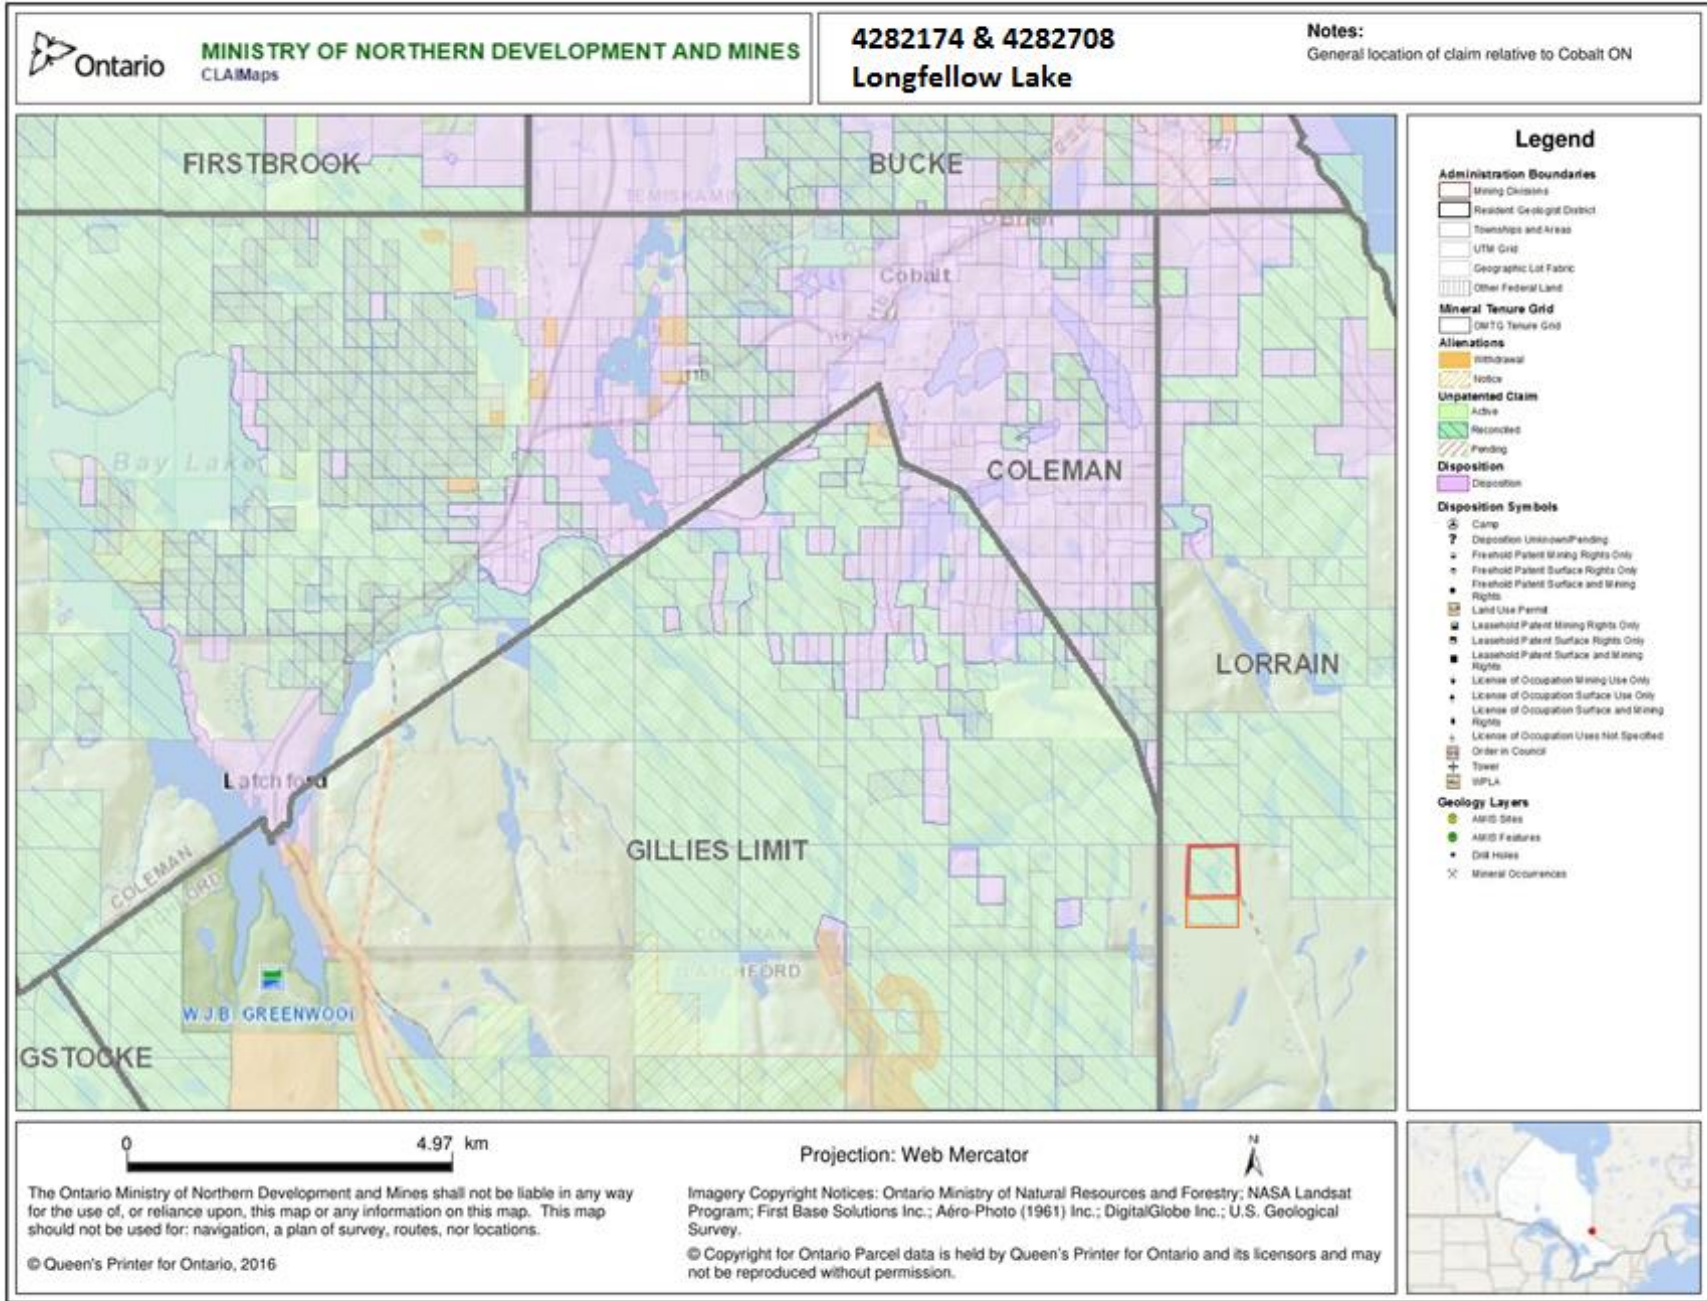 Ontario
MINISTRY OF NORTHERN DEVELOPMENT AND MINES
CLAIMaps
4282174 & 4282708
Longfellow Lake
Notes:
General location of claim relative to Cobalt ON
FIRSTBROOK
BUCKE
O'Brien
Cobalt
11B
Bay Lake
COLEMAN
LORRAIN
Latchford
GILLIES LIMIT
COLEMAN
COLEMAN
W.J.B. GREENWOO
GSTOCKE
Legend
Administration Boundaries
Mining Divisions
Resident Geologist District
Townships and Areas
UTM Grid
Geographic Lot Fabric
Other Federal Land
Mineral Tenure Grid
OMTG Tenure Grid
Alienations
Withdrawal
Notice
Unpatented Claim
Active
Reconciled
Pending
Disposition
Disposition
Disposition Symbols
Camp
Disposition Unknown/Pending
Freehold Patent Mining Rights Only
Freehold Patent Surface Rights Only
Freehold Patent Surface and Mining
Rights
Land Use Permit
Leasehold Patent Mining Rights Only
Leasehold Patent Surface Rights Only
Leasehold Patent Surface and Mining
Rights
License of Occupation Mining Use Only
License of Occupation Surface Use Only
License of Occupation Surface and Mining
Rights
License of Occupation Uses Not Specified
Order in Council
Tower
WPLA
Geology Layers
AMIS Sites
AMIS Features
Drill Holes
Mineral Occurrences
0 4.97 km
The Ontario Ministry of Northern Development and Mines shall not be liable in any way
for the use of, or reliance upon, this map or any information on this map. This map
should not be used for: navigation, a plan of survey, routes, nor locations.
© Queen's Printer for Ontario, 2016
Projection: Web Mercator
N
Imagery Copyright Notices: Ontario Ministry of Natural Resources and Forestry; NASA Landsat
Program; First Base Solutions Inc.; Aéro-Photo (1961) Inc.; DigitalGlobe Inc.; U.S. Geological
Survey.
© Copyright for Ontario Parcel data is held by Queen's Printer for Ontario and its licensors and may
not be reproduced without permission.